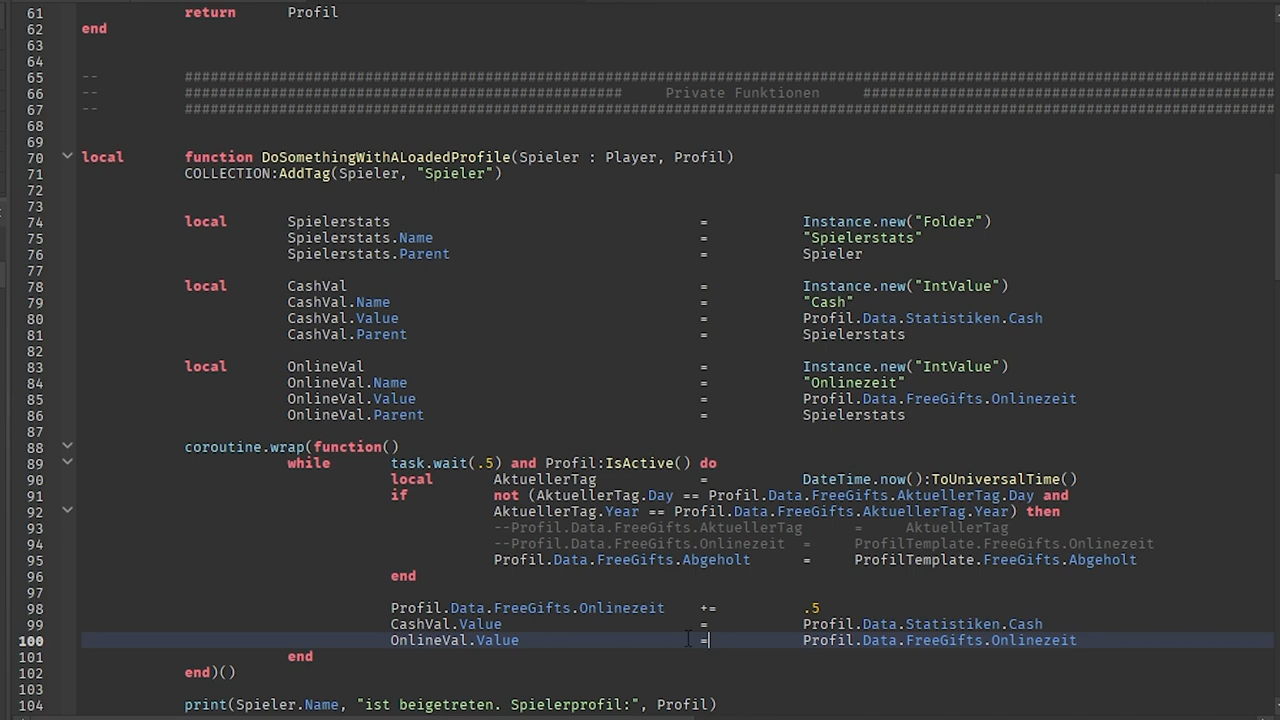 61 return Profil
62 end
63
64
65 -- ################################################################################################################################
66 -- ################################################### Private Funktionen ################################################
67 -- ################################################################################################################################
68
69
70 local function DoSomethingWithALoadedProfile(Spieler : Player, Profil)
71 COLLECTION:AddTag(Spieler, "Spieler")
72
73
74 local Spielerstats = Instance.new("Folder")
75 Spielerstats.Name = "Spielerstats"
76 Spielerstats.Parent = Spieler
77
78 local CashVal = Instance.new("IntValue")
79 CashVal.Name = "Cash"
80 CashVal.Value = Profil.Data.Statistiken.Cash
81 CashVal.Parent = Spielerstats
82
83 local OnlineVal = Instance.new("IntValue")
84 OnlineVal.Name = "Onlinezeit"
85 OnlineVal.Value = Profil.Data.FreeGifts.Onlinezeit
86 OnlineVal.Parent = Spielerstats
87
88 coroutine.wrap(function()
89 while task.wait(.5) and Profil:IsActive() do
90 local AktuellerTag = DateTime.now():ToUniversalTime()
91 if not (AktuellerTag.Day == Profil.Data.FreeGifts.AktuellerTag.Day and
92 AktuellerTag.Year == Profil.Data.FreeGifts.AktuellerTag.Year) then
93 --Profil.Data.FreeGifts.AktuellerTag = AktuellerTag
94 --Profil.Data.FreeGifts.Onlinezeit = ProfilTemplate.FreeGifts.Onlinezeit
95 Profil.Data.FreeGifts.Abgeholt = ProfilTemplate.FreeGifts.Abgeholt
96 end
97
98 Profil.Data.FreeGifts.Onlinezeit += .5
99 CashVal.Value = Profil.Data.Statistiken.Cash
100 OnlineVal.Value = Profil.Data.FreeGifts.Onlinezeit
101 end
102 end)()
103
104 print(Spieler.Name, "ist beigetreten. Spielerprofil:", Profil)